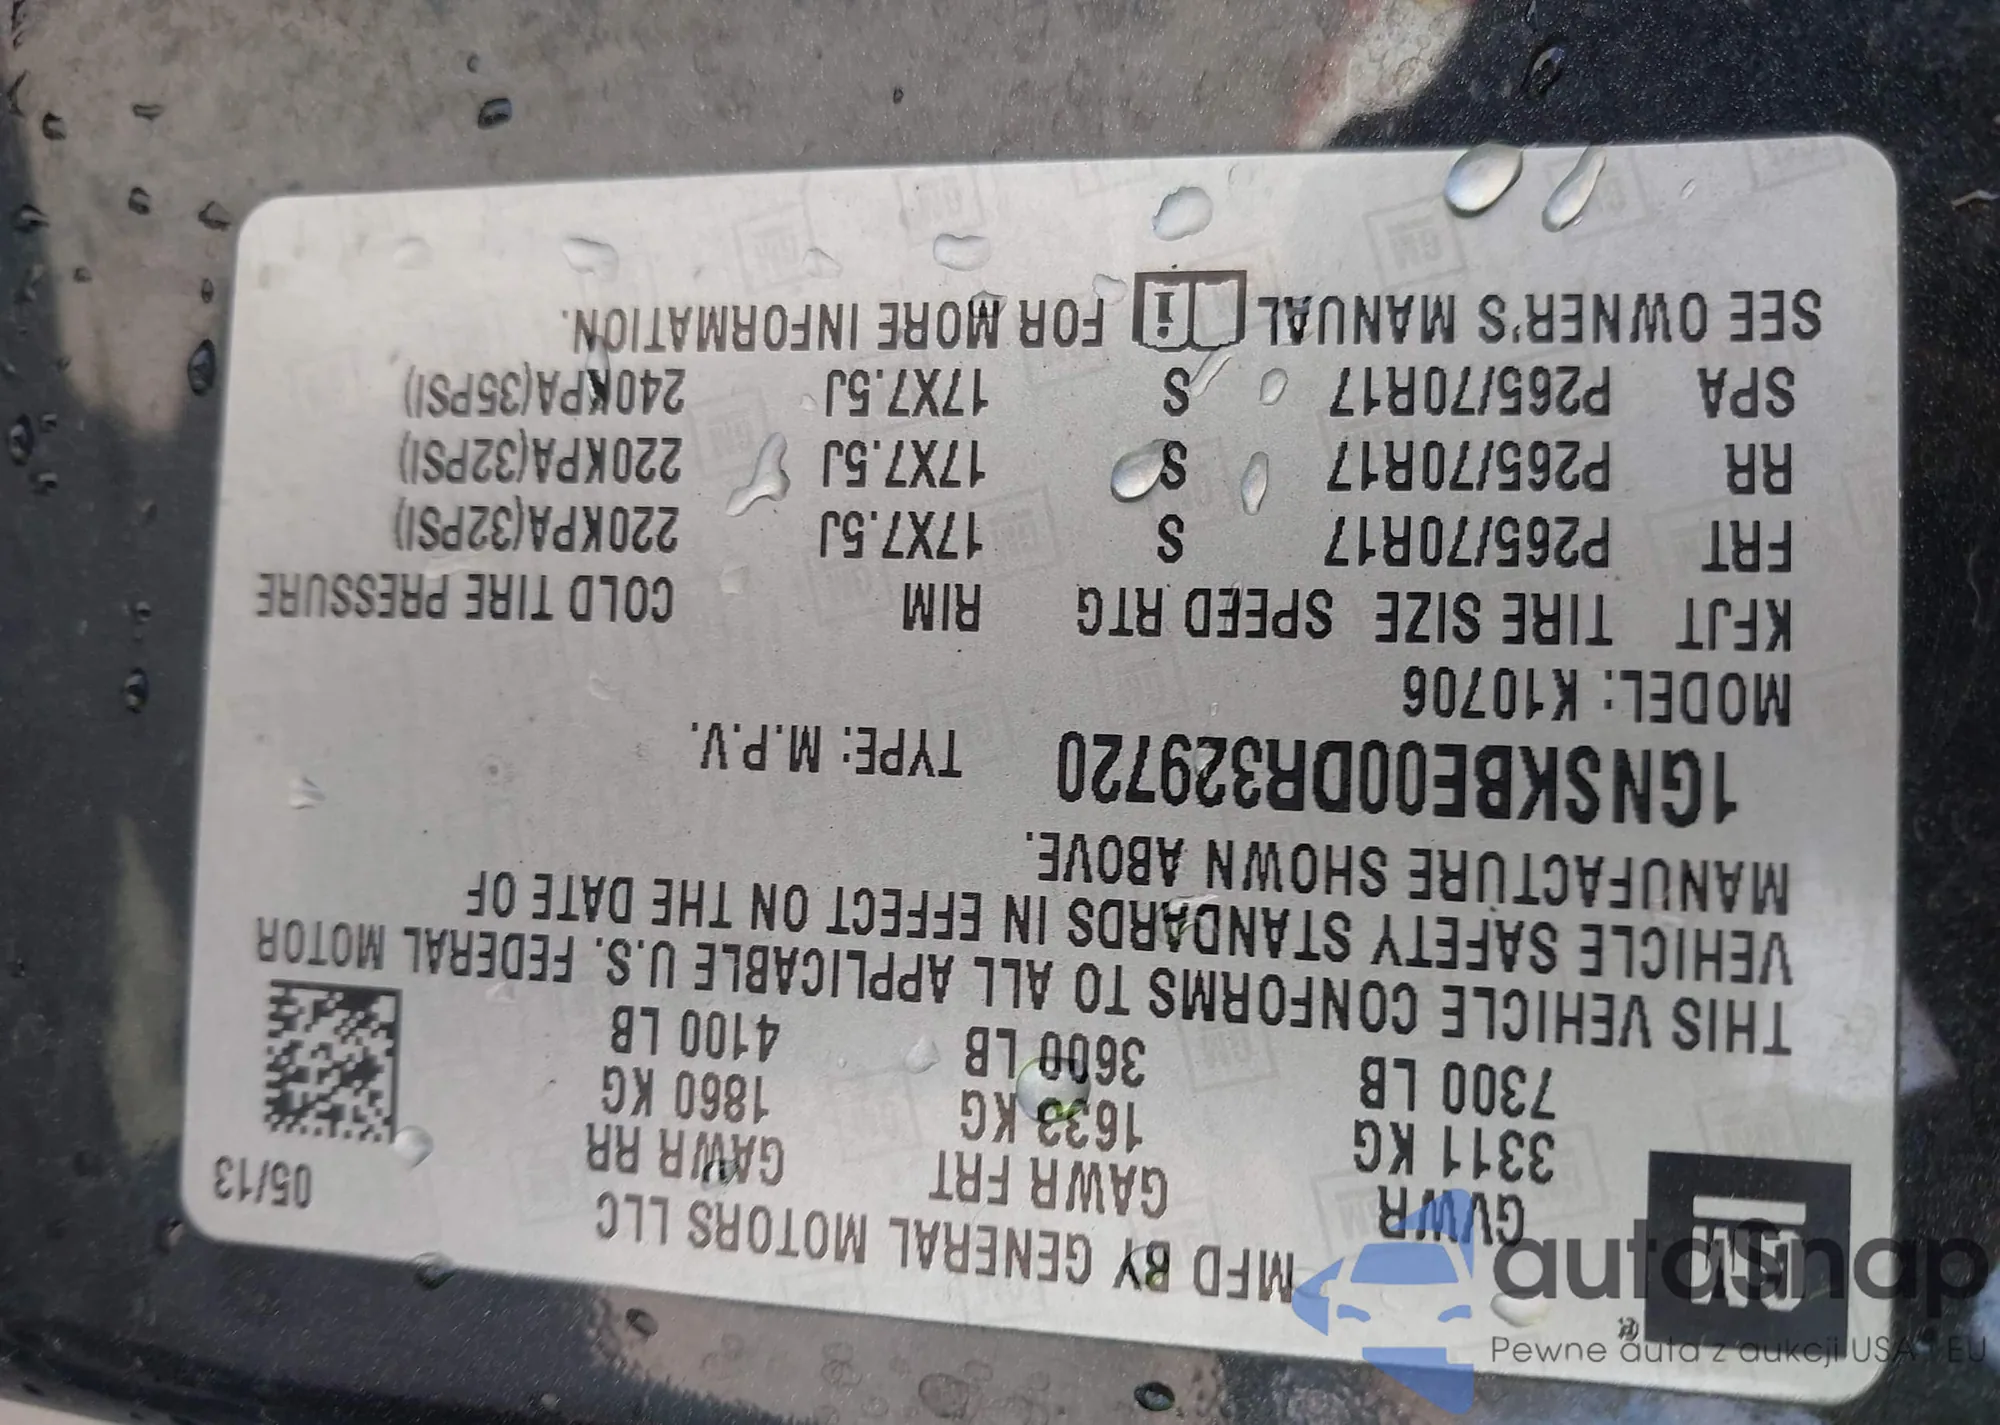 GM
MFD BY GENERAL MOTORS LLC 05/13
GVWR GAWR FRT GAWR RR
3311 KG 1633 KG 1860 KG
7300 LB 3600 LB 4100 LB
THIS VEHICLE CONFORMS TO ALL APPLICABLE U.S. FEDERAL MOTOR
VEHICLE SAFETY STANDARDS IN EFFECT ON THE DATE OF
MANUFACTURE SHOWN ABOVE.
1GNSKBE00DR329720 TYPE: M.P.V.
MODEL: K10706
KFJT TIRE SIZE SPEED RTG RIM COLD TIRE PRESSURE
FRT P265/70R17 S 17X7.5J 220KPA(32PSI)
RR P265/70R17 S 17X7.5J 220KPA(32PSI)
SPA P265/70R17 S 17X7.5J 240KPA(35PSI)
SEE OWNER'S MANUAL i FOR MORE INFORMATION.
autosnap
Pewne auta z aukcji USA i EU